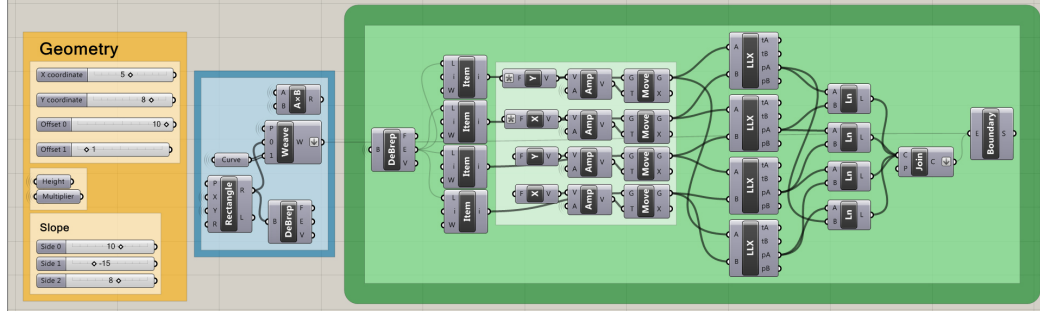 Geometry
X coordinate 5
Y coordinate 8
Offset 0 10
Offset 1 1
Height
Multiplier
Slope
Side 0 10
Side 1 -15
Side 2 8
A B A×B R
P 0 1 Weave W
Curve
P X Y R Rectangle R L
B DeBrep F E V
B DeBrep F E V
L i W Item i
L i W Item i
L i W Item i
L i W Item i
F Y V
V A Amp V
G T Move G X
F X V
V A Amp V
G T Move G X
F Y V
V A Amp V
G T Move G X
F X V
V A Amp V
G T Move G X
A B LLX tA tB pA pB
A B LLX tA tB pA pB
A B LLX tA tB pA pB
A B LLX tA tB pA pB
A B Ln L
A B Ln L
A B Ln L
A B Ln L
C P Join C
E Boundary S